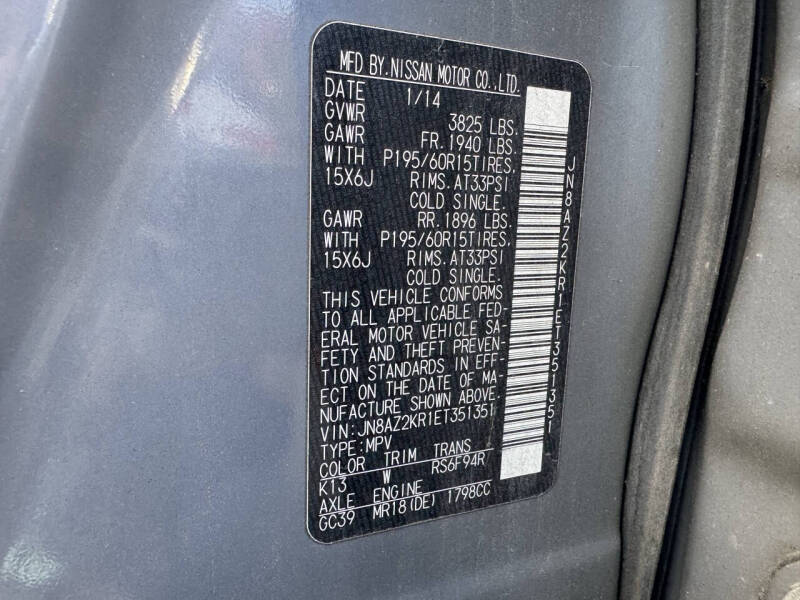 MFD BY.NISSAN MOTOR CO.,LTD.
DATE 1/14
GVWR 3825 LBS.
GAWR FR. 1940 LBS.
WITH P195/60R15TIRES,
15X6J RIMS. AT33PSI
COLD SINGLE.
GAWR RR. 1896 LBS.
WITH P195/60R15TIRES,
15X6J RIMS. AT33PSI
COLD SINGLE.
THIS VEHICLE CONFORMS
TO ALL APPLICABLE FED-
ERAL MOTOR VEHICLE SA-
FETY AND THEFT PREVEN-
TION STANDARDS IN EFF-
ECT ON THE DATE OF MA-
NUFACTURE SHOWN ABOVE.
VIN:JN8AZ2KR1ET351351
TYPE:MPV
COLOR TRIM TRANS
K13 W RS6F94R
AXLE ENGINE
GC39 MR18(DE) 1798CC
JN8AZ2KR1ET351351